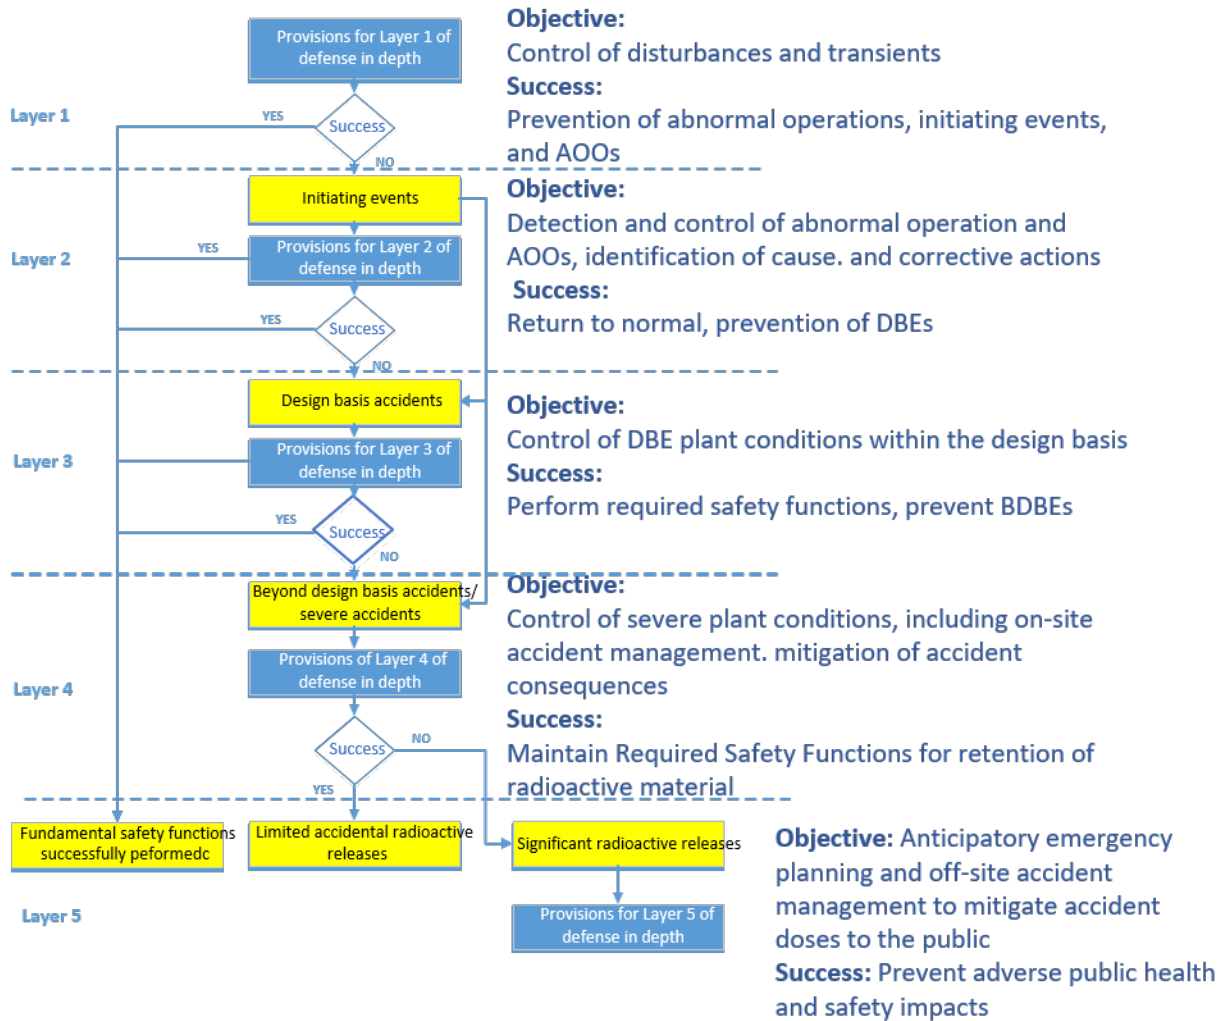 Provisions for Layer 1 of
defense in depth
Objective:
Control of disturbances and transients
Success:
Prevention of abnormal operations, initiating events,
and AOOs
Layer 1
YES
Success
NO
Initiating events
Objective:
Detection and control of abnormal operation and
AOOs, identification of cause. and corrective actions
Success:
Return to normal, prevention of DBEs
Layer 2
YES
Provisions for Layer 2 of
defense in depth
YES
Success
NO
Design basis accidents
Objective:
Control of DBE plant conditions within the design basis
Success:
Perform required safety functions, prevent BDBEs
Layer 3
Provisions for Layer 3 of
defense in depth
YES
Success
NO
Beyond design basis accidents/
severe accidents
Objective:
Control of severe plant conditions, including on-site
accident management. mitigation of accident
consequences
Success:
Maintain Required Safety Functions for retention of
radioactive material
Layer 4
Provisions of Layer 4 of
defense in depth
Success
NO
YES
Fundamental safety functions
successfully peformedc
Limited accidental radioactive
releases
Significant radioactive releases
Objective: Anticipatory emergency
planning and off-site accident
management to mitigate accident
doses to the public
Success: Prevent adverse public health
and safety impacts
Layer 5
Provisions for Layer 5 of
defense in depth